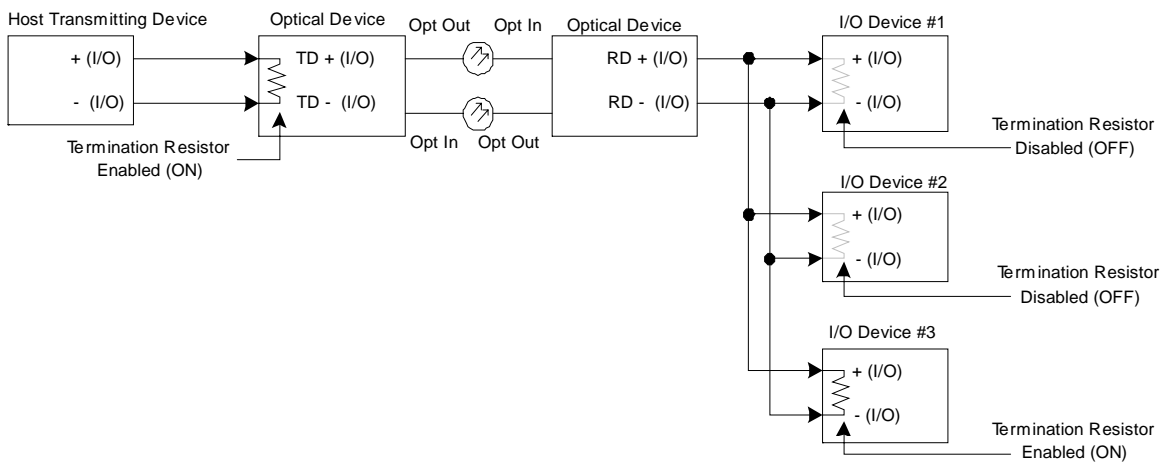 Host Transmitting Device
+ (I/O)
- (I/O)
Optical Device
TD + (I/O)
TD - (I/O)
Termination Resistor
Enabled (ON)
Opt Out
Opt In
Opt In
Opt Out
Optical Device
RD + (I/O)
RD - (I/O)
I/O Device #1
+ (I/O)
- (I/O)
Termination Resistor
Disabled (OFF)
I/O Device #2
+ (I/O)
- (I/O)
Termination Resistor
Disabled (OFF)
I/O Device #3
+ (I/O)
- (I/O)
Termination Resistor
Enabled (ON)